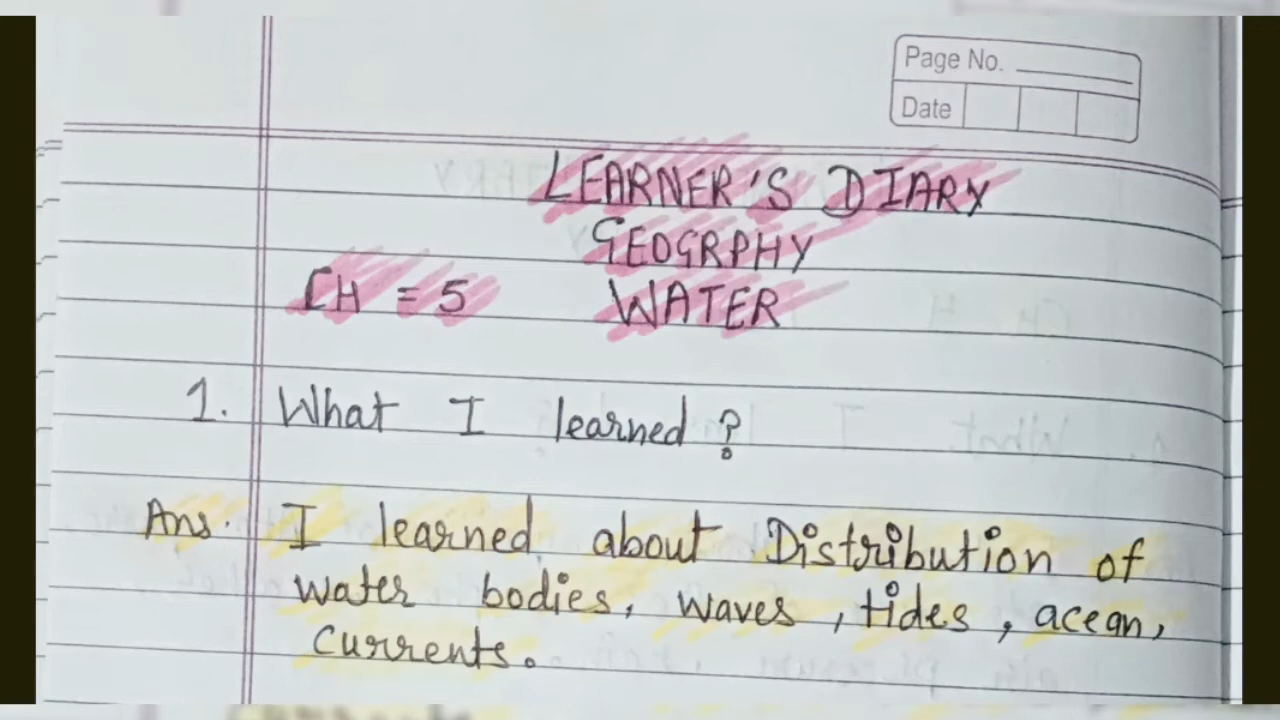 Page No.
Date
LEARNER'S DIARY
GEOGRPHY
CH = 5 WATER
1. What I learned?
Ans. I learned about Distribution of
water bodies, waves, tides, acean,
currents.